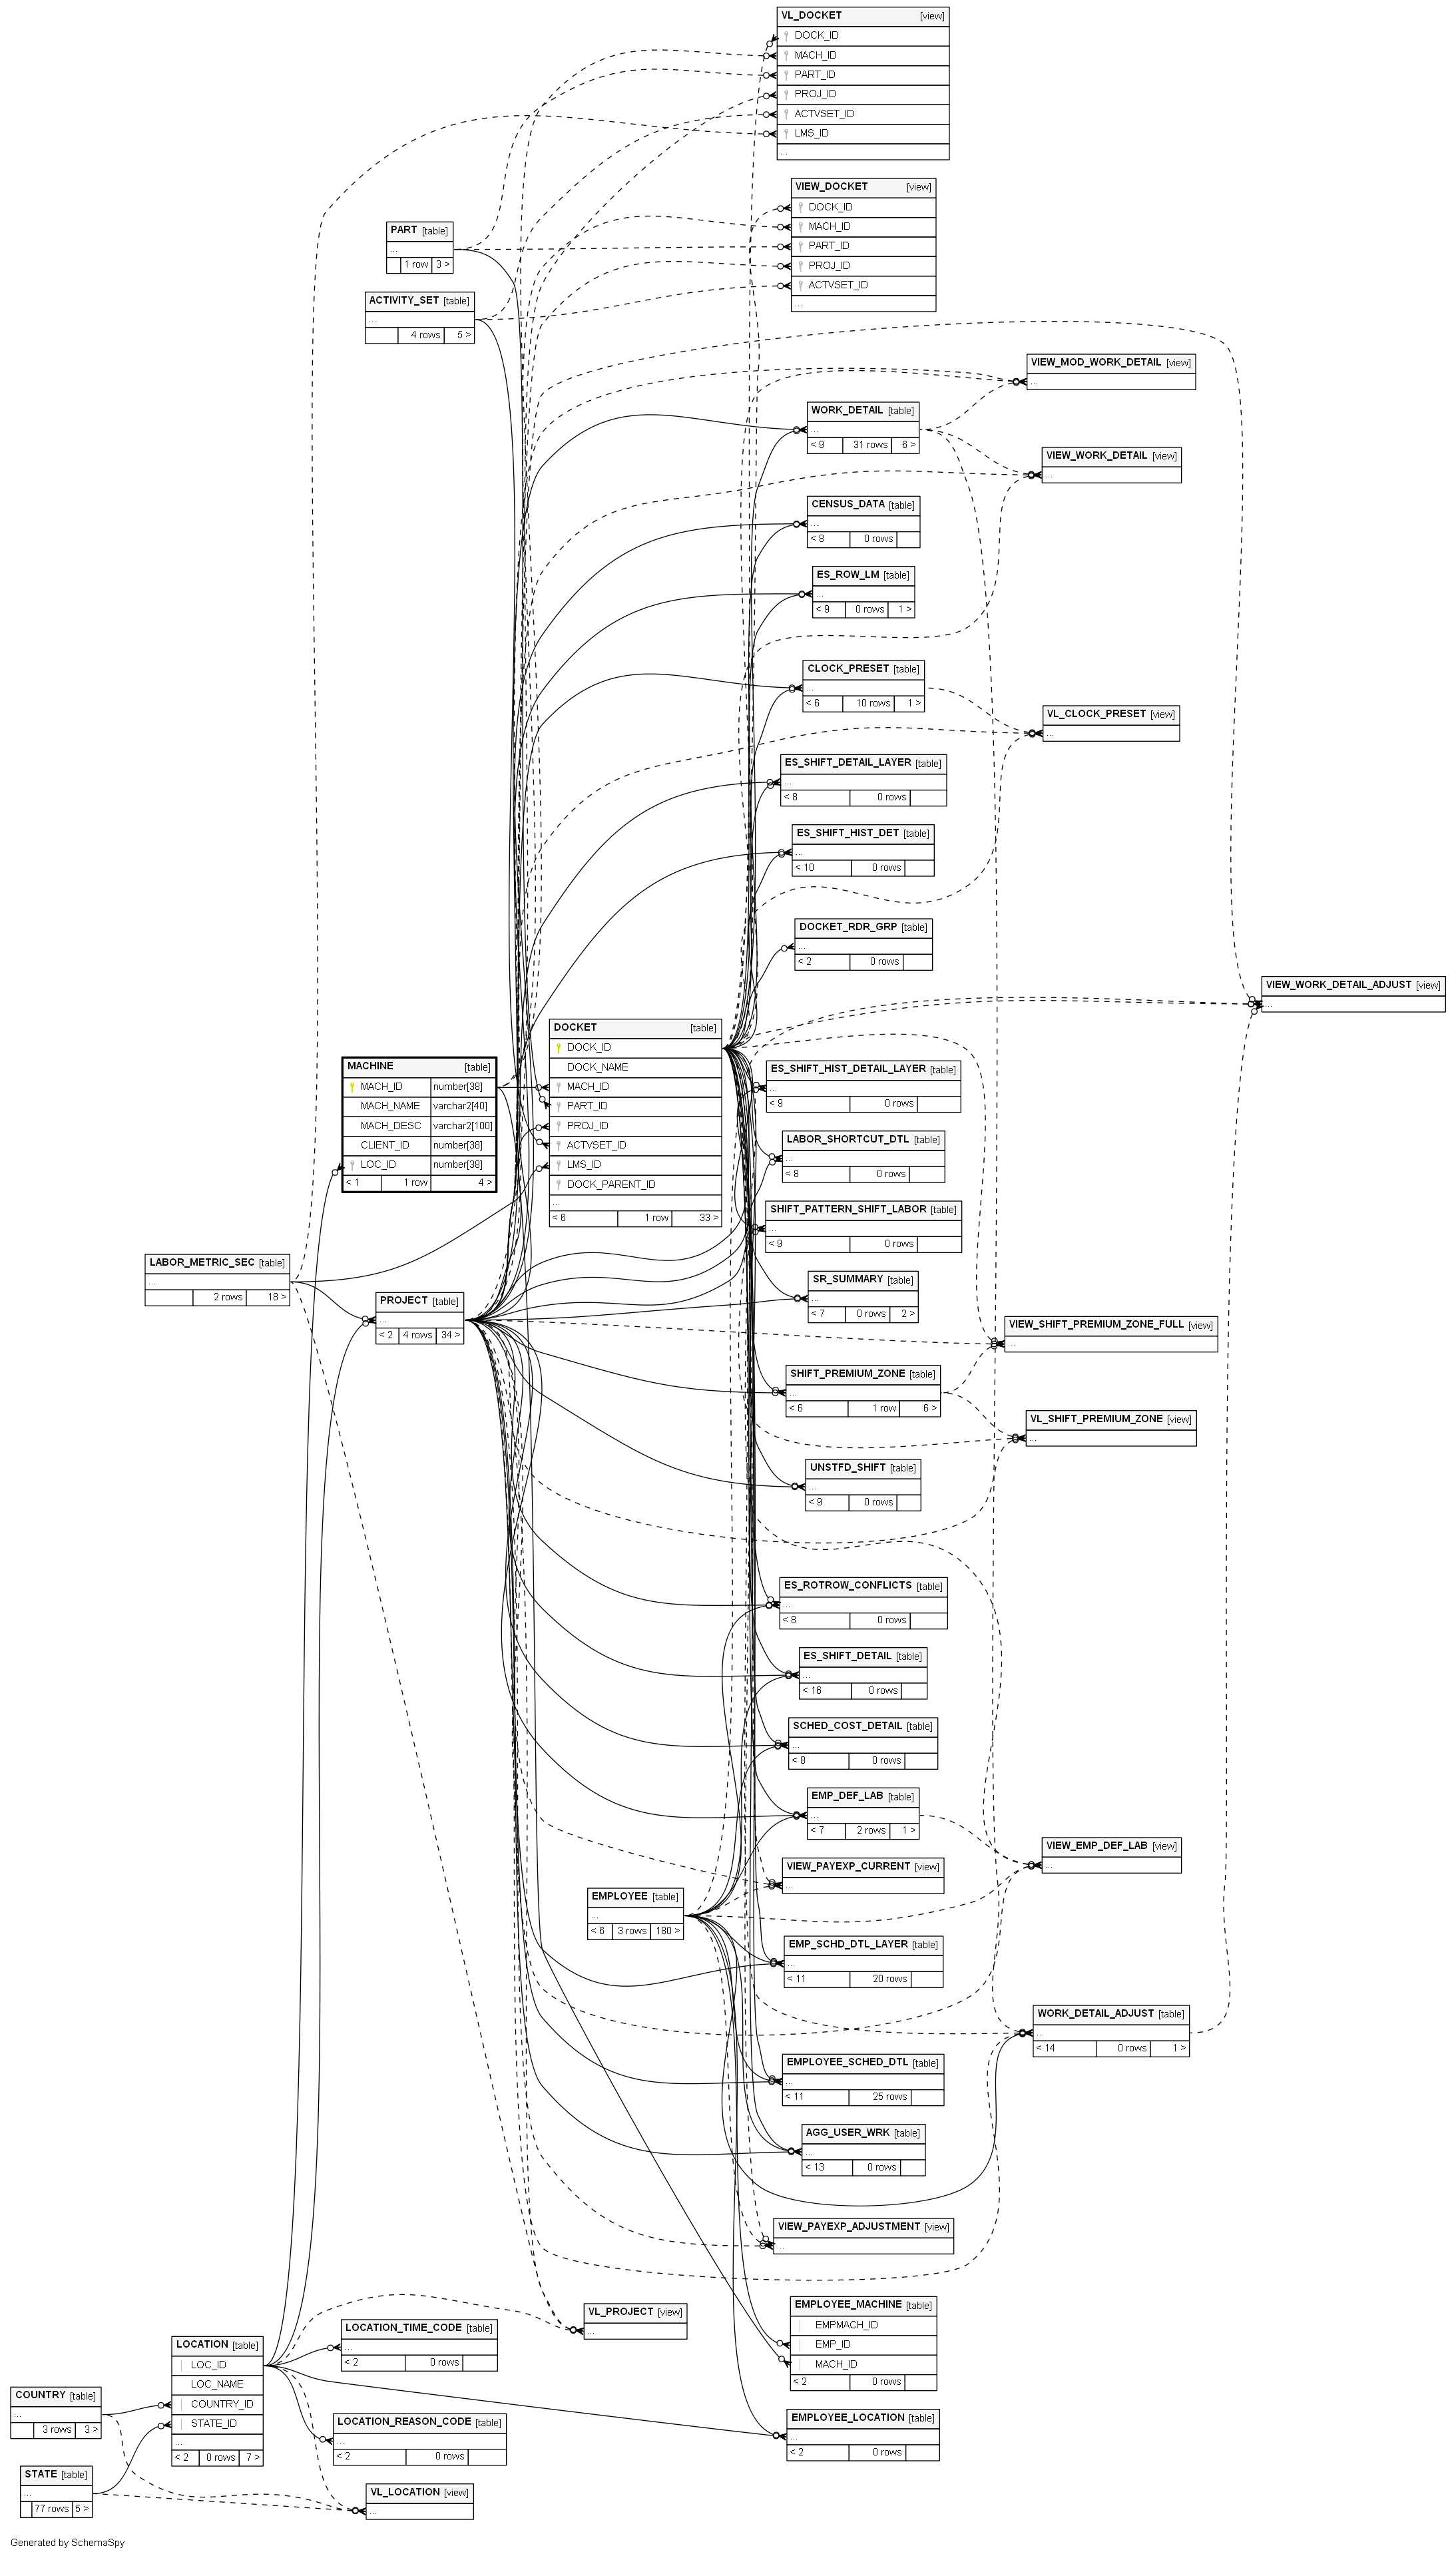 VL_DOCKET [view]
DOCK_ID
MACH_ID
PART_ID
PROJ_ID
ACTVSET_ID
LMS_ID
...
VIEW_DOCKET [view]
DOCK_ID
MACH_ID
PART_ID
PROJ_ID
ACTVSET_ID
...
PART [table]
...
1 row 3 >
ACTIVITY_SET [table]
...
4 rows 5 >
VIEW_MOD_WORK_DETAIL [view]
...
WORK_DETAIL [table]
...
< 9 31 rows 6 >
VIEW_WORK_DETAIL [view]
...
CENSUS_DATA [table]
...
< 8 0 rows
ES_ROW_LM [table]
...
< 9 0 rows 1 >
CLOCK_PRESET [table]
...
< 6 10 rows 1 >
VL_CLOCK_PRESET [view]
...
ES_SHIFT_DETAIL_LAYER [table]
...
< 8 0 rows
ES_SHIFT_HIST_DET [table]
...
< 10 0 rows
DOCKET_RDR_GRP [table]
...
< 2 0 rows
VIEW_WORK_DETAIL_ADJUST [view]
...
DOCKET [table]
DOCK_ID
DOCK_NAME
MACH_ID
PART_ID
PROJ_ID
ACTVSET_ID
LMS_ID
DOCK_PARENT_ID
...
< 6 1 row 33 >
MACHINE [table]
MACH_ID number[38]
MACH_NAME varchar2[40]
MACH_DESC varchar2[100]
CLIENT_ID number[38]
LOC_ID number[38]
< 1 1 row 4 >
ES_SHIFT_HIST_DETAIL_LAYER [table]
...
< 9 0 rows
LABOR_SHORTCUT_DTL [table]
...
< 8 0 rows
SHIFT_PATTERN_SHIFT_LABOR [table]
...
< 9 0 rows
LABOR_METRIC_SEC [table]
...
2 rows 18 >
PROJECT [table]
...
< 2 4 rows 34 >
SR_SUMMARY [table]
...
< 7 0 rows 2 >
VIEW_SHIFT_PREMIUM_ZONE_FULL [view]
...
SHIFT_PREMIUM_ZONE [table]
...
< 6 1 row 6 >
VL_SHIFT_PREMIUM_ZONE [view]
...
UNSTFD_SHIFT [table]
...
< 9 0 rows
ES_ROTROW_CONFLICTS [table]
...
< 8 0 rows
ES_SHIFT_DETAIL [table]
...
< 16 0 rows
SCHED_COST_DETAIL [table]
...
< 8 0 rows
EMP_DEF_LAB [table]
...
< 7 2 rows 1 >
VIEW_EMP_DEF_LAB [view]
...
VIEW_PAYEXP_CURRENT [view]
...
EMPLOYEE [table]
...
< 6 3 rows 180 >
EMP_SCHD_DTL_LAYER [table]
...
< 11 20 rows
WORK_DETAIL_ADJUST [table]
...
< 14 0 rows 1 >
EMPLOYEE_SCHED_DTL [table]
...
< 11 25 rows
AGG_USER_WRK [table]
...
< 13 0 rows
VIEW_PAYEXP_ADJUSTMENT [view]
...
EMPLOYEE_MACHINE [table]
EMPMACH_ID
EMP_ID
MACH_ID
< 2 0 rows
VL_PROJECT [view]
...
LOCATION_TIME_CODE [table]
...
< 2 0 rows
LOCATION [table]
LOC_ID
LOC_NAME
COUNTRY_ID
STATE_ID
...
< 2 0 rows 7 >
COUNTRY [table]
...
3 rows 3 >
LOCATION_REASON_CODE [table]
...
< 2 0 rows
EMPLOYEE_LOCATION [table]
...
< 2 0 rows
STATE [table]
...
77 rows 5 >
VL_LOCATION [view]
...
Generated by SchemaSpy